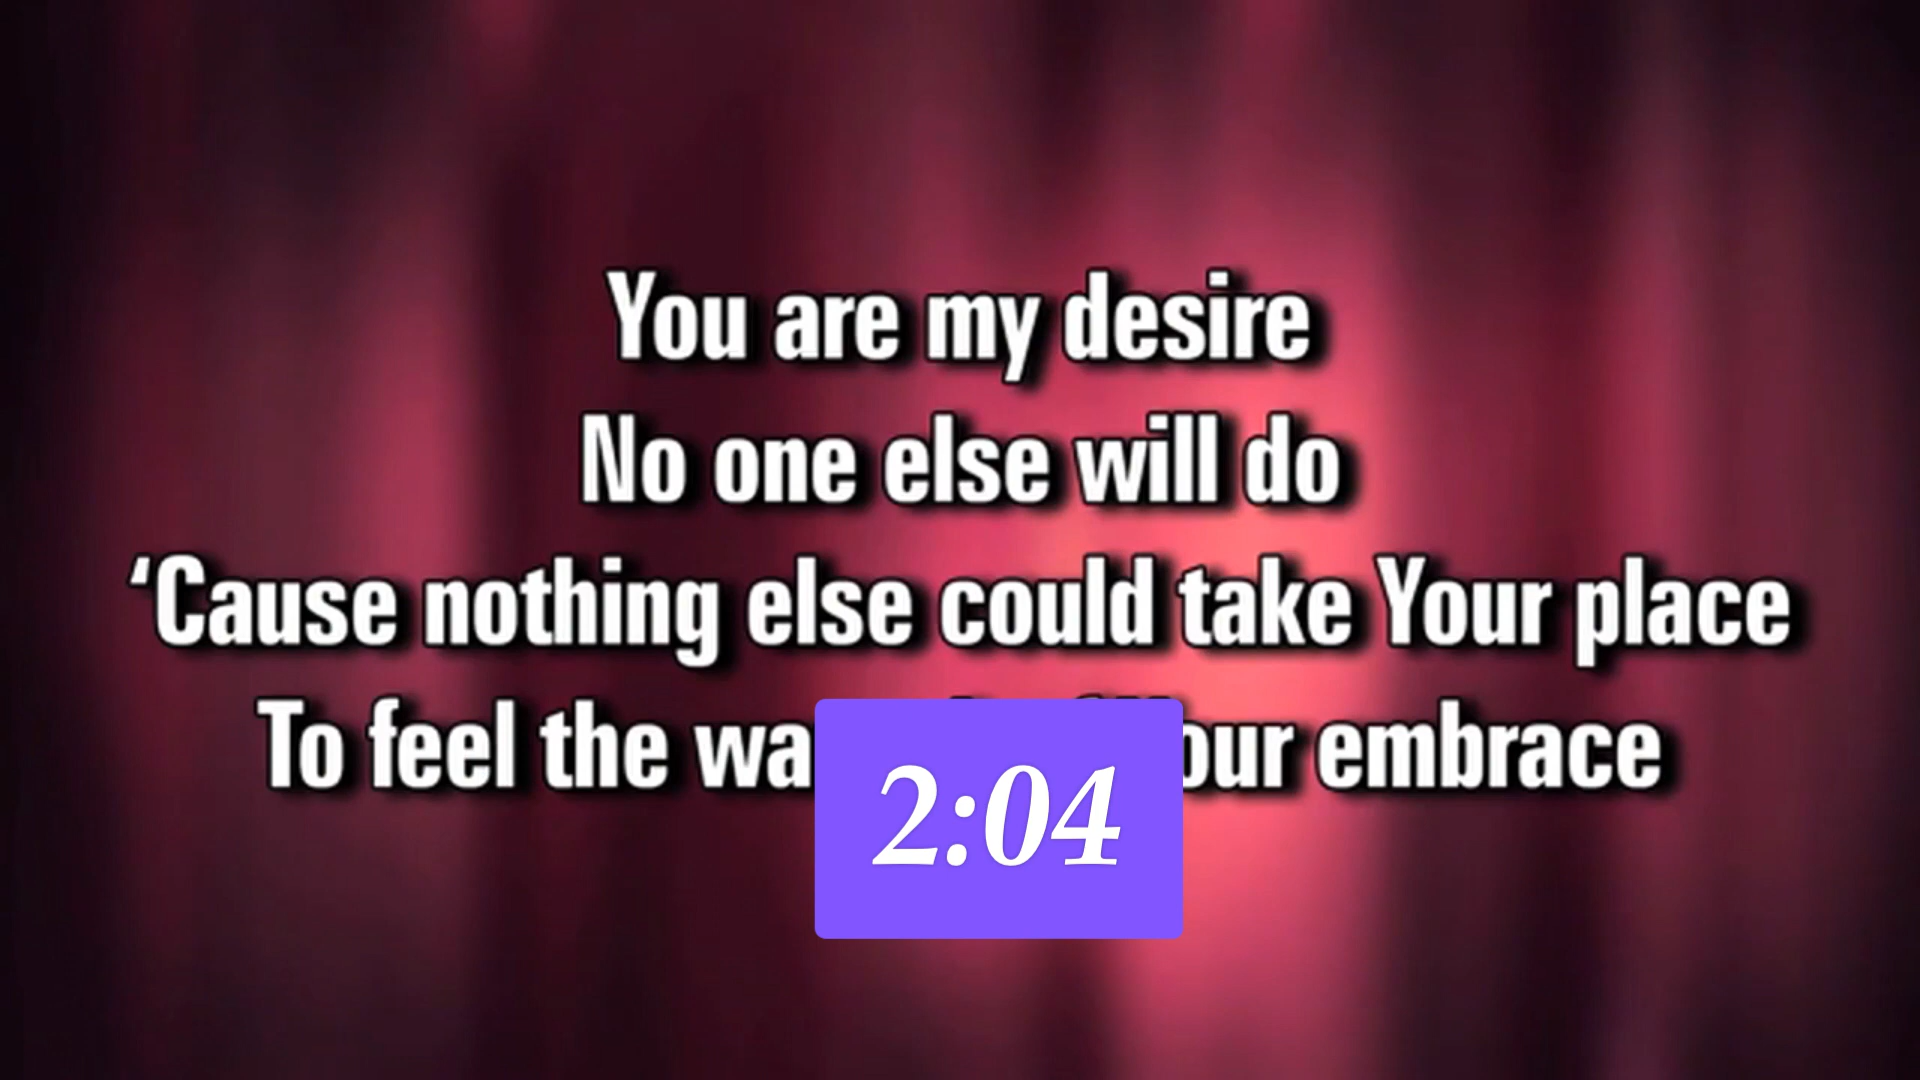 You are my desire
No one else will do
‘Cause nothing else could take Your place
To feel the our embrace
2:04